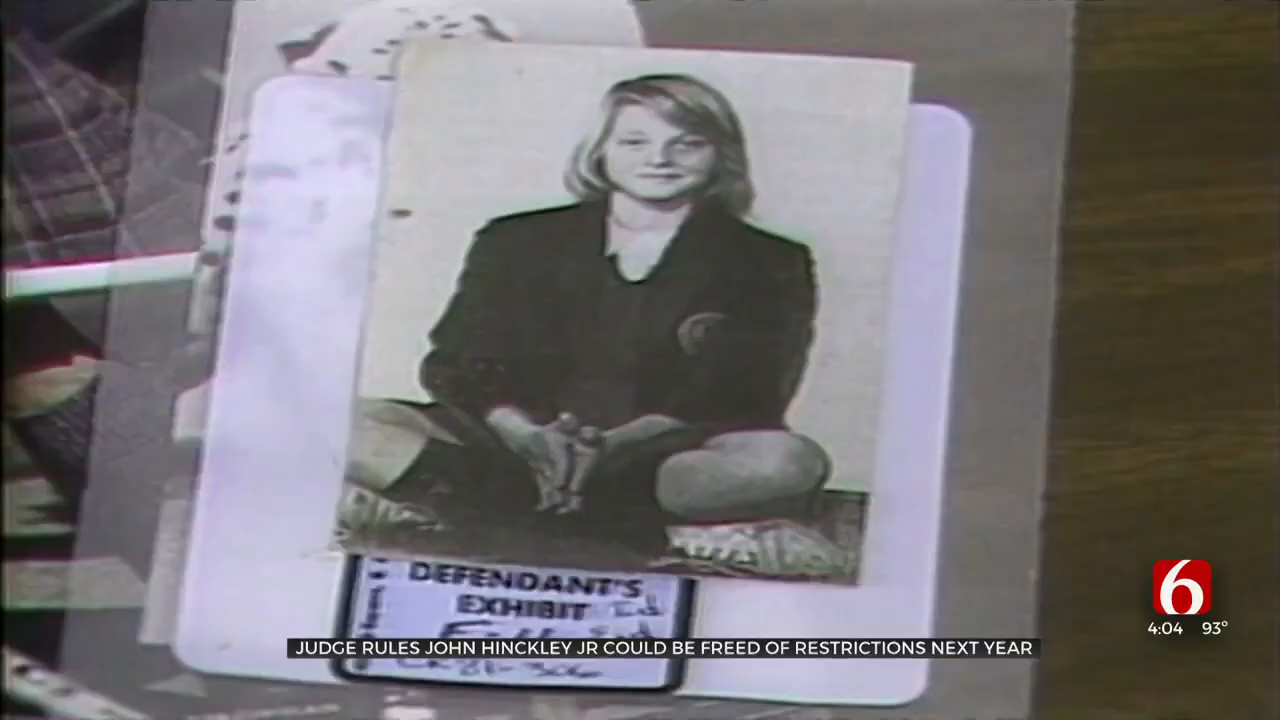 DEFENDANT'S
EXHIBIT
JUDGE RULES JOHN HINCKLEY JR COULD BE FREED OF RESTRICTIONS NEXT YEAR
6
4:04 93°